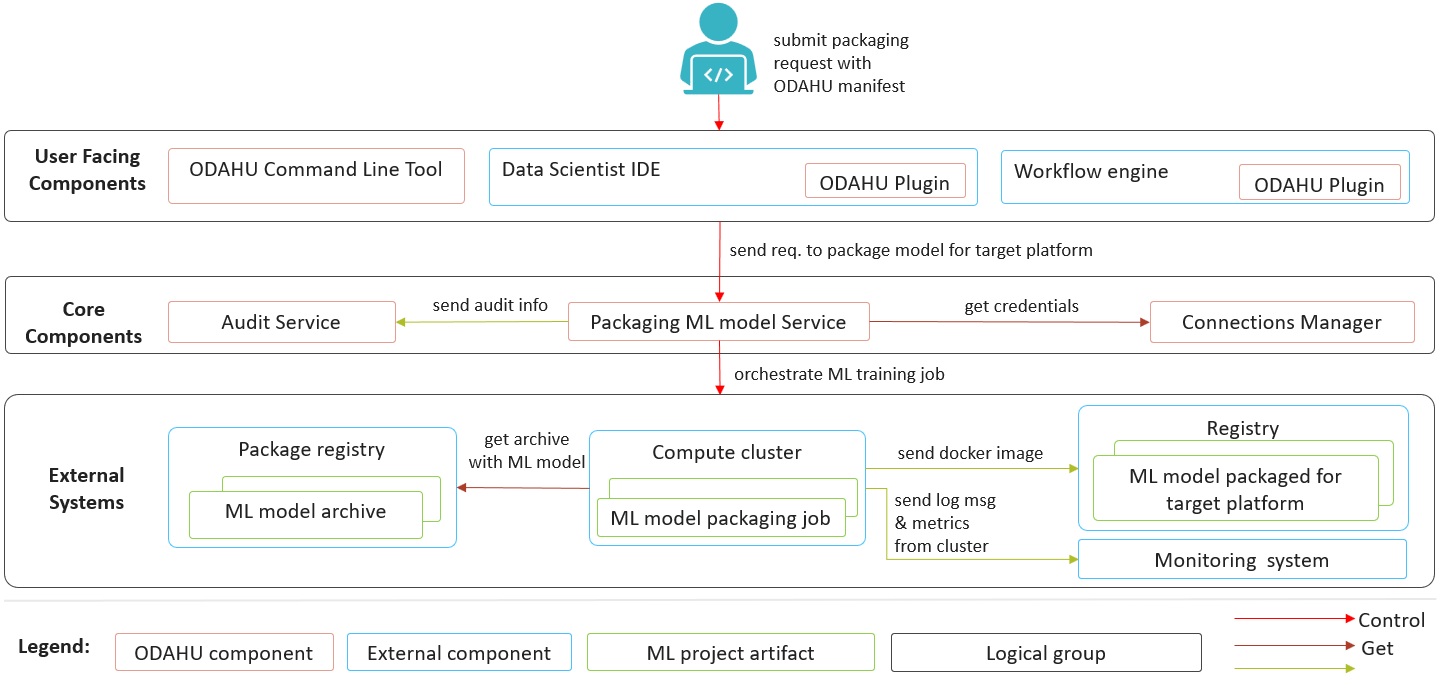 submit packaging
request with
ODAHU manifest
User Facing
Components
ODAHU Command Line Tool
Data Scientist IDE
ODAHU Plugin
Workflow engine
ODAHU Plugin
send req. to package model for target platform
Core
Components
Audit Service
send audit info
Packaging ML model Service
get credentials
Connections Manager
orchestrate ML training job
External
Systems
Package registry
ML model archive
get archive
with ML model
Compute cluster
ML model packaging job
send docker image
send log msg
& metrics
from cluster
Registry
ML model packaged for
target platform
Monitoring system
Legend:
ODAHU component
External component
ML project artifact
Logical group
Control
Get